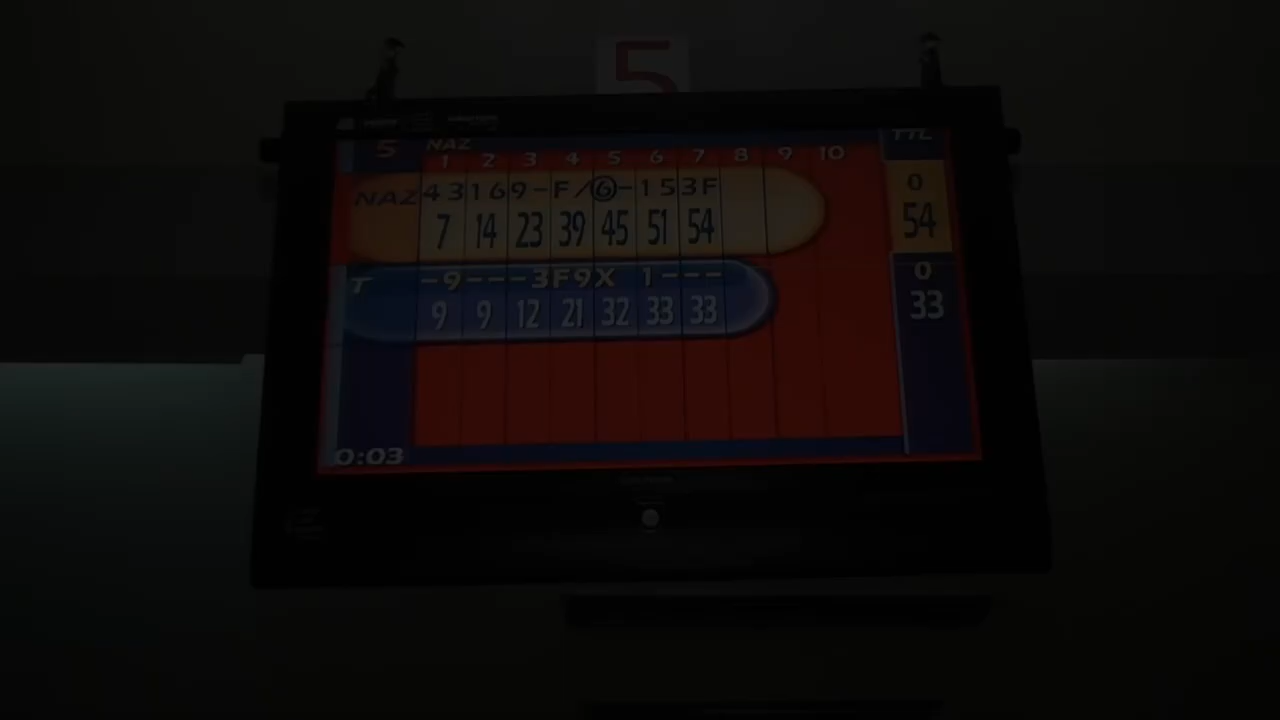 5
5 NAZ TTL
1 2 3 4 5 6 7 8 9 10
NAZ 4 3 1 6 9 - F / 6 - 1 5 3 F 0
7 14 23 39 45 51 54 54
T - 9 - - - 3 F 9 X 1 - - - 0
9 9 12 21 32 33 33 33
0:03